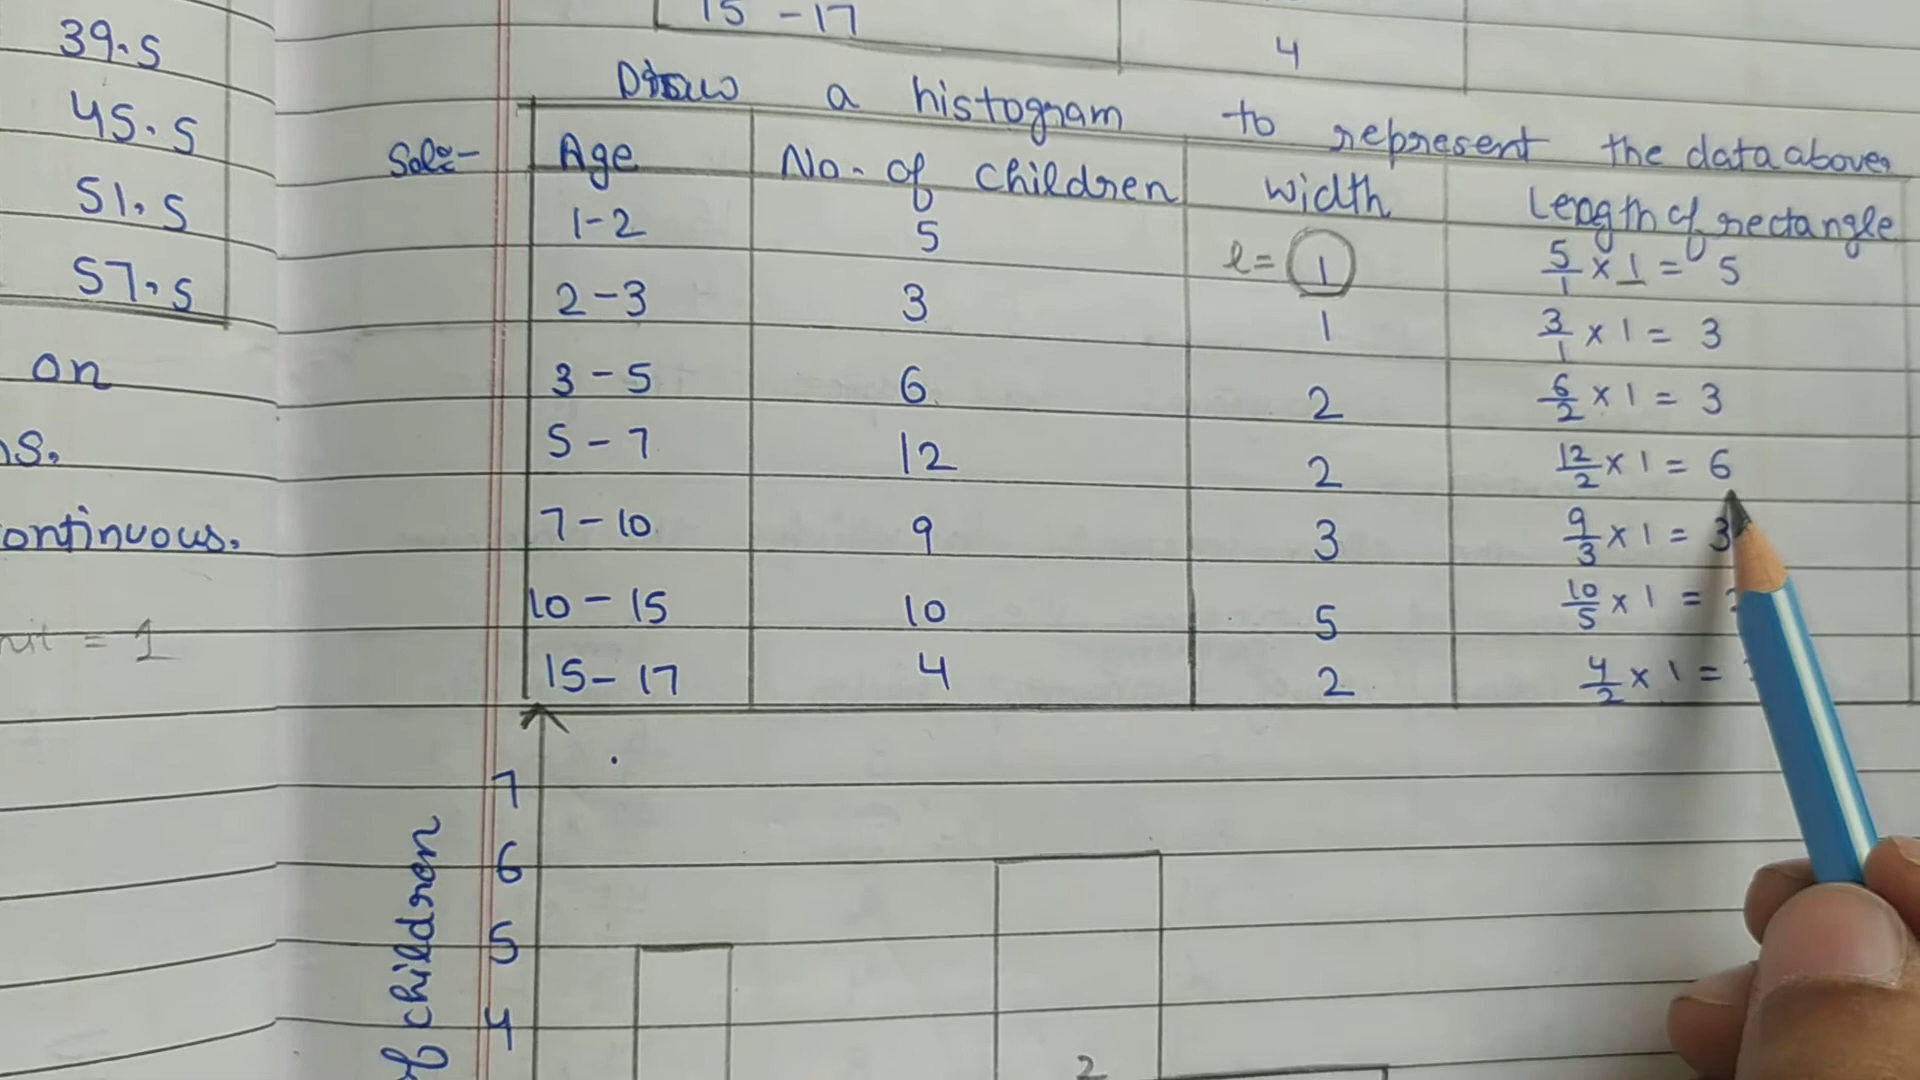 39.5
45.5
51.5
57.5
on
ns.
ontinuous.
nit = 1
15 - 17
4
Draw a histogram to represent the data above.
Sol:- Age No. of children width Length of rectangle
1-2 5 l= 1 5/1 × 1 = 5
2-3 3 1 3/1 × 1 = 3
3-5 6 2 6/2 × 1 = 3
5-7 12 2 12/2 × 1 = 6
7-10 9 3 9/3 × 1 = 3
10-15 10 5 10/5 × 1 =
15-17 4 2 4/2 × 1 =
7
6
5
4
of children
2